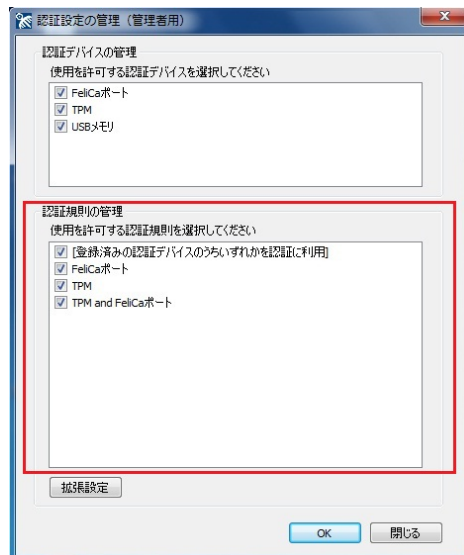 認証設定の管理（管理者用）
認証デバイスの管理
使用を許可する認証デバイスを選択してください
FeliCaポート
TPM
USBメモリ
認証規則の管理
使用を許可する認証規則を選択してください
[登録済みの認証デバイスのうちいずれかを認証に利用]
FeliCaポート
TPM
TPM and FeliCaポート
拡張設定
OK
閉じる